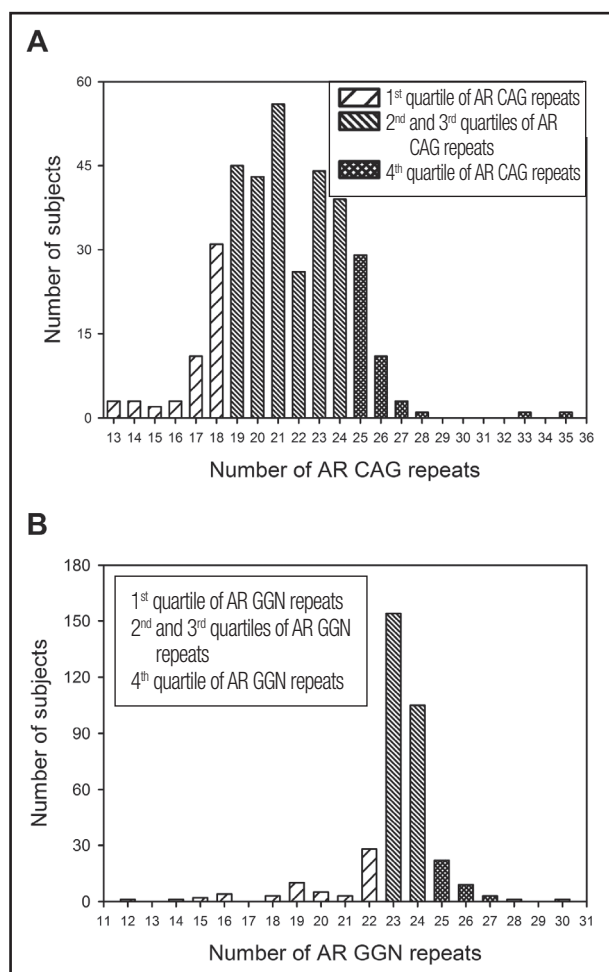 A
60
45
30
15
0
Number of subjects
1st quartile of AR CAG repeats
2nd and 3rd quartiles of AR
CAG repeats
4th quartile of AR CAG repeats
13 14 15 16 17 18 19 20 21 22 23 24 25 26 27 28 29 30 31 32 33 34 35 36
Number of AR CAG repeats
B
180
150
120
90
60
30
0
Number of subjects
1st quartile of AR GGN repeats
2nd and 3rd quartiles of AR GGN
repeats
4th quartile of AR GGN repeats
11 12 13 14 15 16 17 18 19 20 21 22 23 24 25 26 27 28 29 30 31
Number of AR GGN repeats